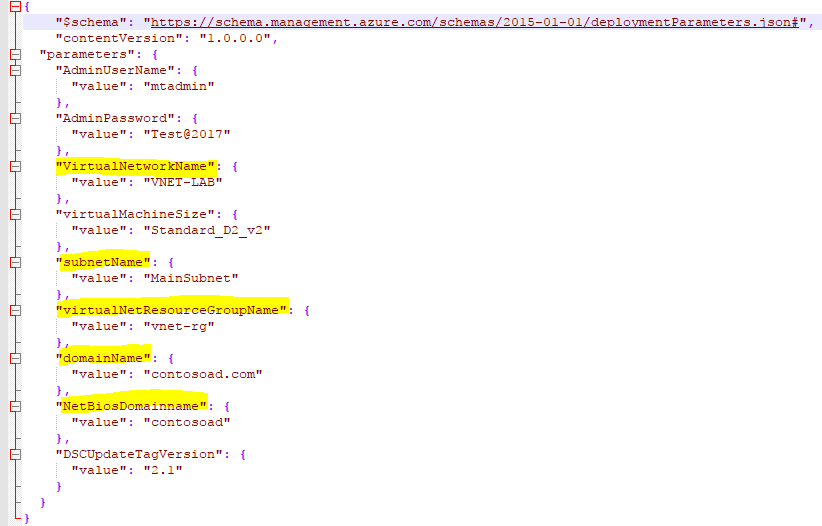 {
"$schema": "https://schema.management.azure.com/schemas/2015-01-01/deploymentParameters.json#",
"contentVersion": "1.0.0.0",
"parameters": {
"AdminUserName": {
"value": "mtadmin"
},
"AdminPassword": {
"value": "Test@2017"
},
"VirtualNetworkName": {
"value": "VNET-LAB"
},
"virtualMachineSize": {
"value": "Standard_D2_v2"
},
"subnetName": {
"value": "MainSubnet"
},
"virtualNetResourceGroupName": {
"value": "vnet-rg"
},
"domainName": {
"value": "contosoad.com"
},
"NetBiosDomainname": {
"value": "contosoad"
},
"DSCUpdateTagVersion": {
"value": "2.1"
}
}
}